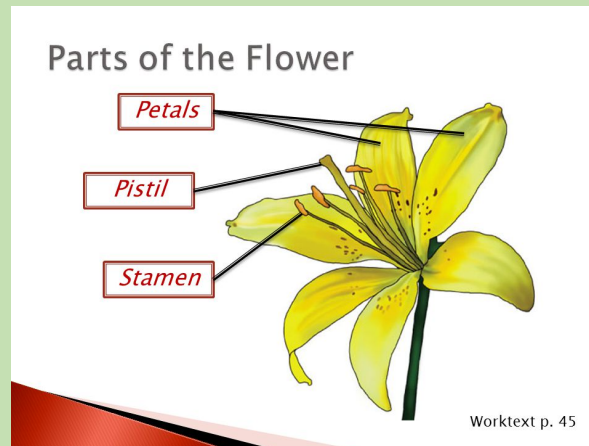 Parts of the Flower
Petals
Pistil
Stamen
Worktext p. 45